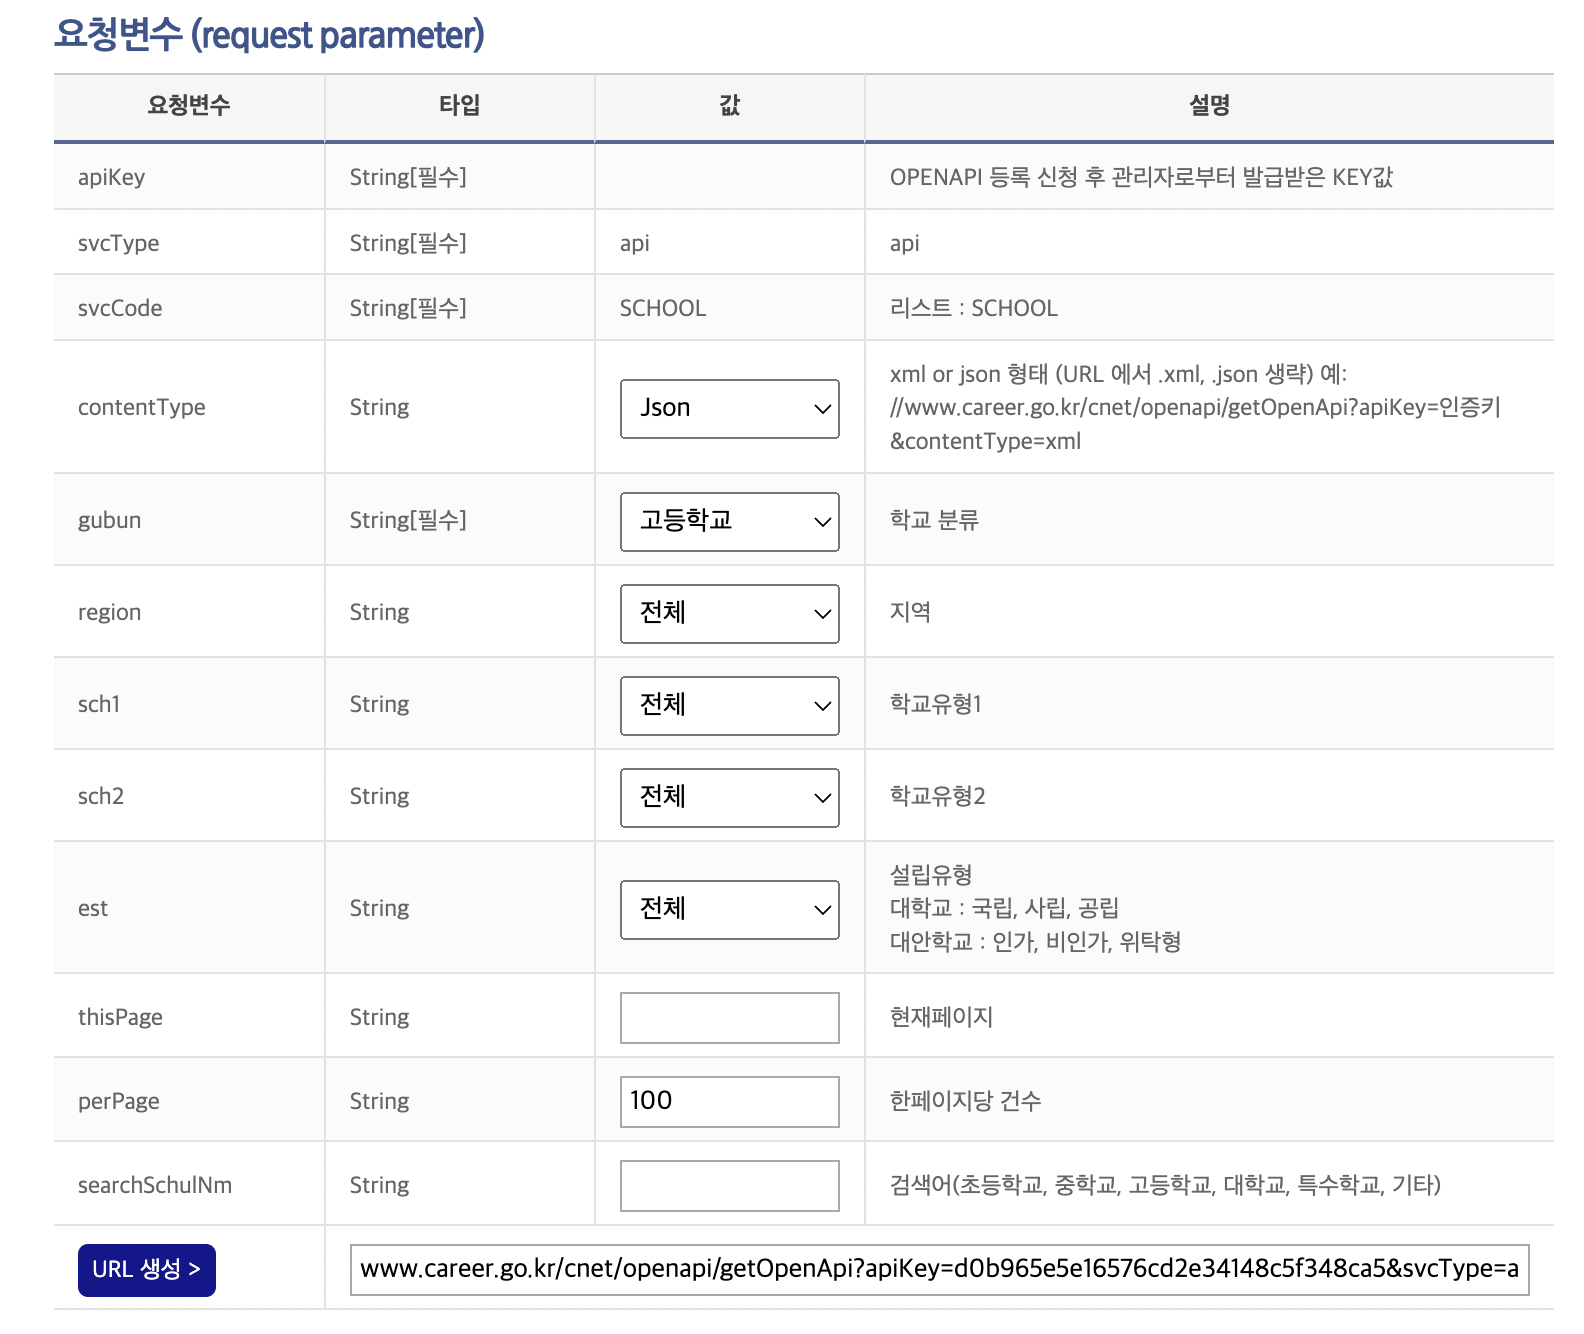 요청변수 (request parameter)
요청변수 타입 값 설명
apiKey String[필수] OPENAPI 등록 신청 후 관리자로부터 발급받은 KEY값
svcType String[필수] api api
svcCode String[필수] SCHOOL 리스트 : SCHOOL
contentType String Json xml or json 형태 (URL 에서 .xml, .json 생략) 예:
//www.career.go.kr/cnet/openapi/getOpenApi?apiKey=인증키
&contentType=xml
gubun String[필수] 고등학교 학교 분류
region String 전체 지역
sch1 String 전체 학교유형1
sch2 String 전체 학교유형2
est String 전체 설립유형
대학교 : 국립, 사립, 공립
대안학교 : 인가, 비인가, 위탁형
thisPage String 현재페이지
perPage String 100 한페이지당 건수
searchSchulNm String 검색어(초등학교, 중학교, 고등학교, 대학교, 특수학교, 기타)
URL 생성 > www.career.go.kr/cnet/openapi/getOpenApi?apiKey=d0b965e5e16576cd2e34148c5f348ca5&svcType=a